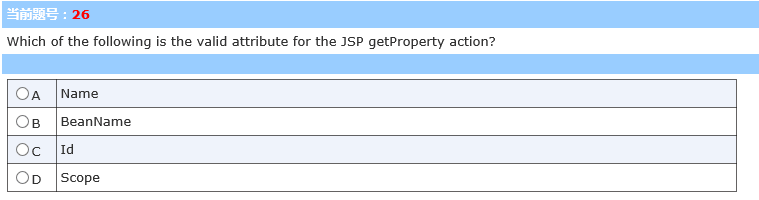 当前题号：26
Which of the following is the valid attribute for the JSP getProperty action?
A Name
B BeanName
C Id
D Scope